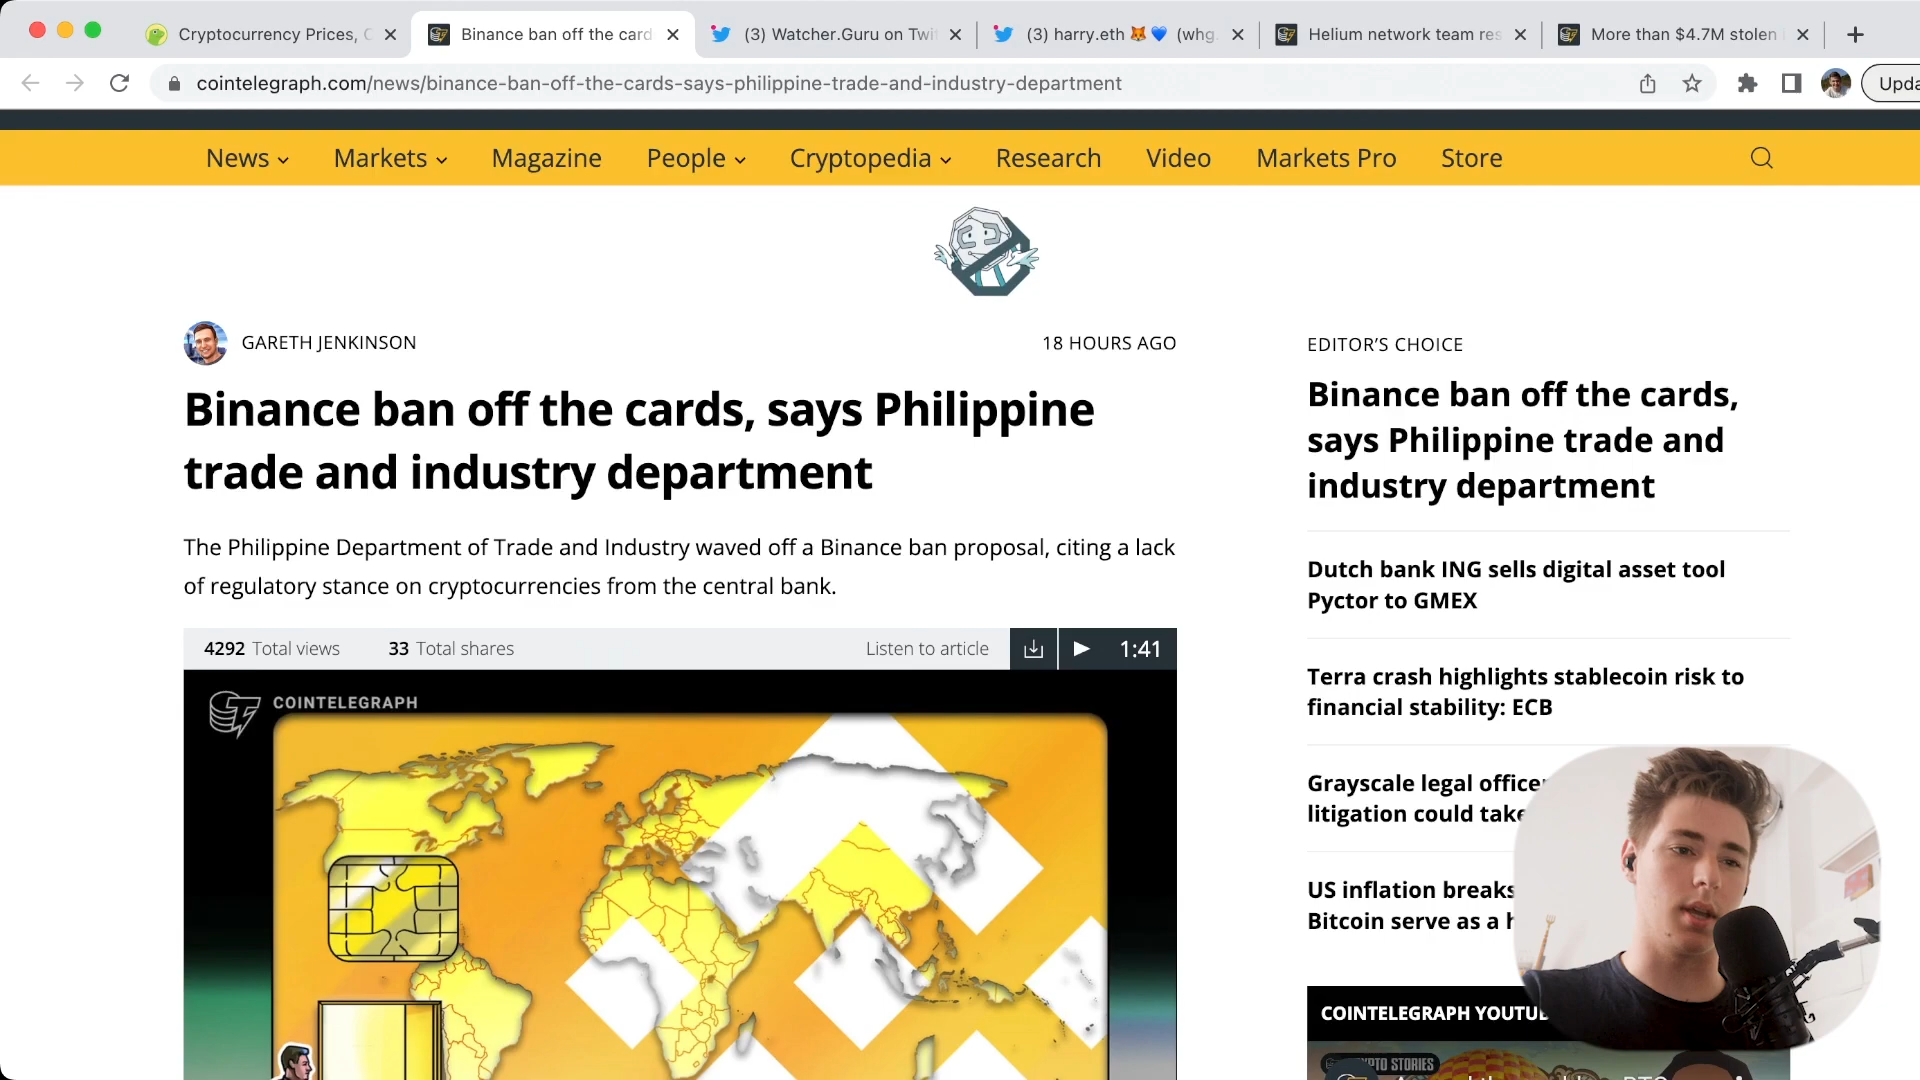 Cryptocurrency Prices, C
Binance ban off the card
(3) Watcher.Guru on Twi
(3) harry.eth 🦊💙 (whg.
Helium network team res
More than $4.7M stolen
cointelegraph.com/news/binance-ban-off-the-cards-says-philippine-trade-and-industry-department
Upda
News Markets Magazine People Cryptopedia Research Video Markets Pro Store
GARETH JENKINSON
18 HOURS AGO
Binance ban off the cards, says Philippine
trade and industry department
The Philippine Department of Trade and Industry waved off a Binance ban proposal, citing a lack
of regulatory stance on cryptocurrencies from the central bank.
4292 Total views 33 Total shares Listen to article 1:41
COINTELEGRAPH
EDITOR’S CHOICE
Binance ban off the cards,
says Philippine trade and
industry department
Dutch bank ING sells digital asset tool
Pyctor to GMEX
Terra crash highlights stablecoin risk to
financial stability: ECB
Grayscale legal officer
litigation could take
US inflation breaks
Bitcoin serve as a h
COINTELEGRAPH YOUTU
STORIES